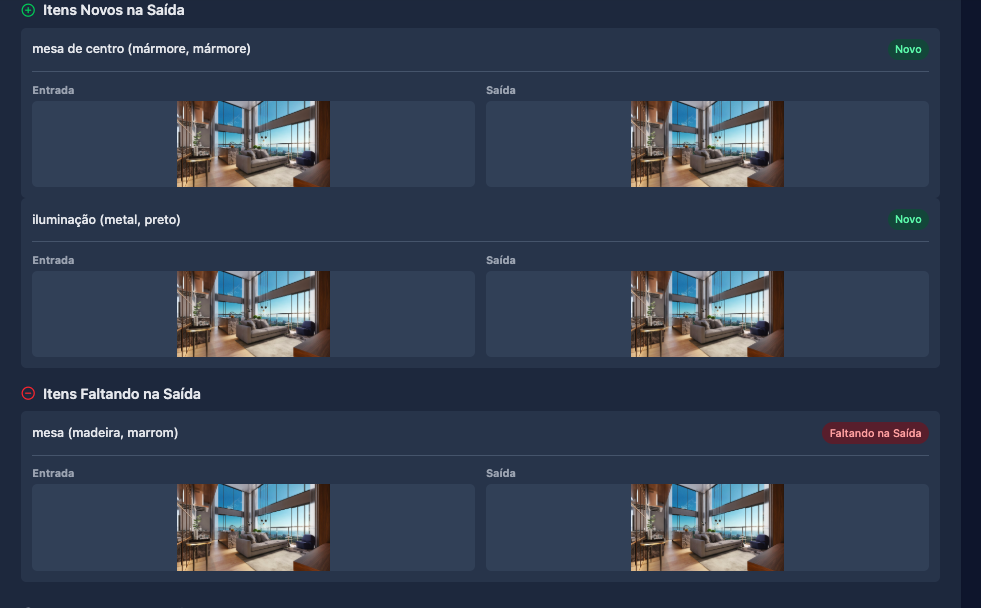 Itens Novos na Saída
mesa de centro (mármore, mármore)
Novo
Entrada
Saída
iluminação (metal, preto)
Novo
Entrada
Saída
Itens Faltando na Saída
mesa (madeira, marrom)
Faltando na Saída
Entrada
Saída